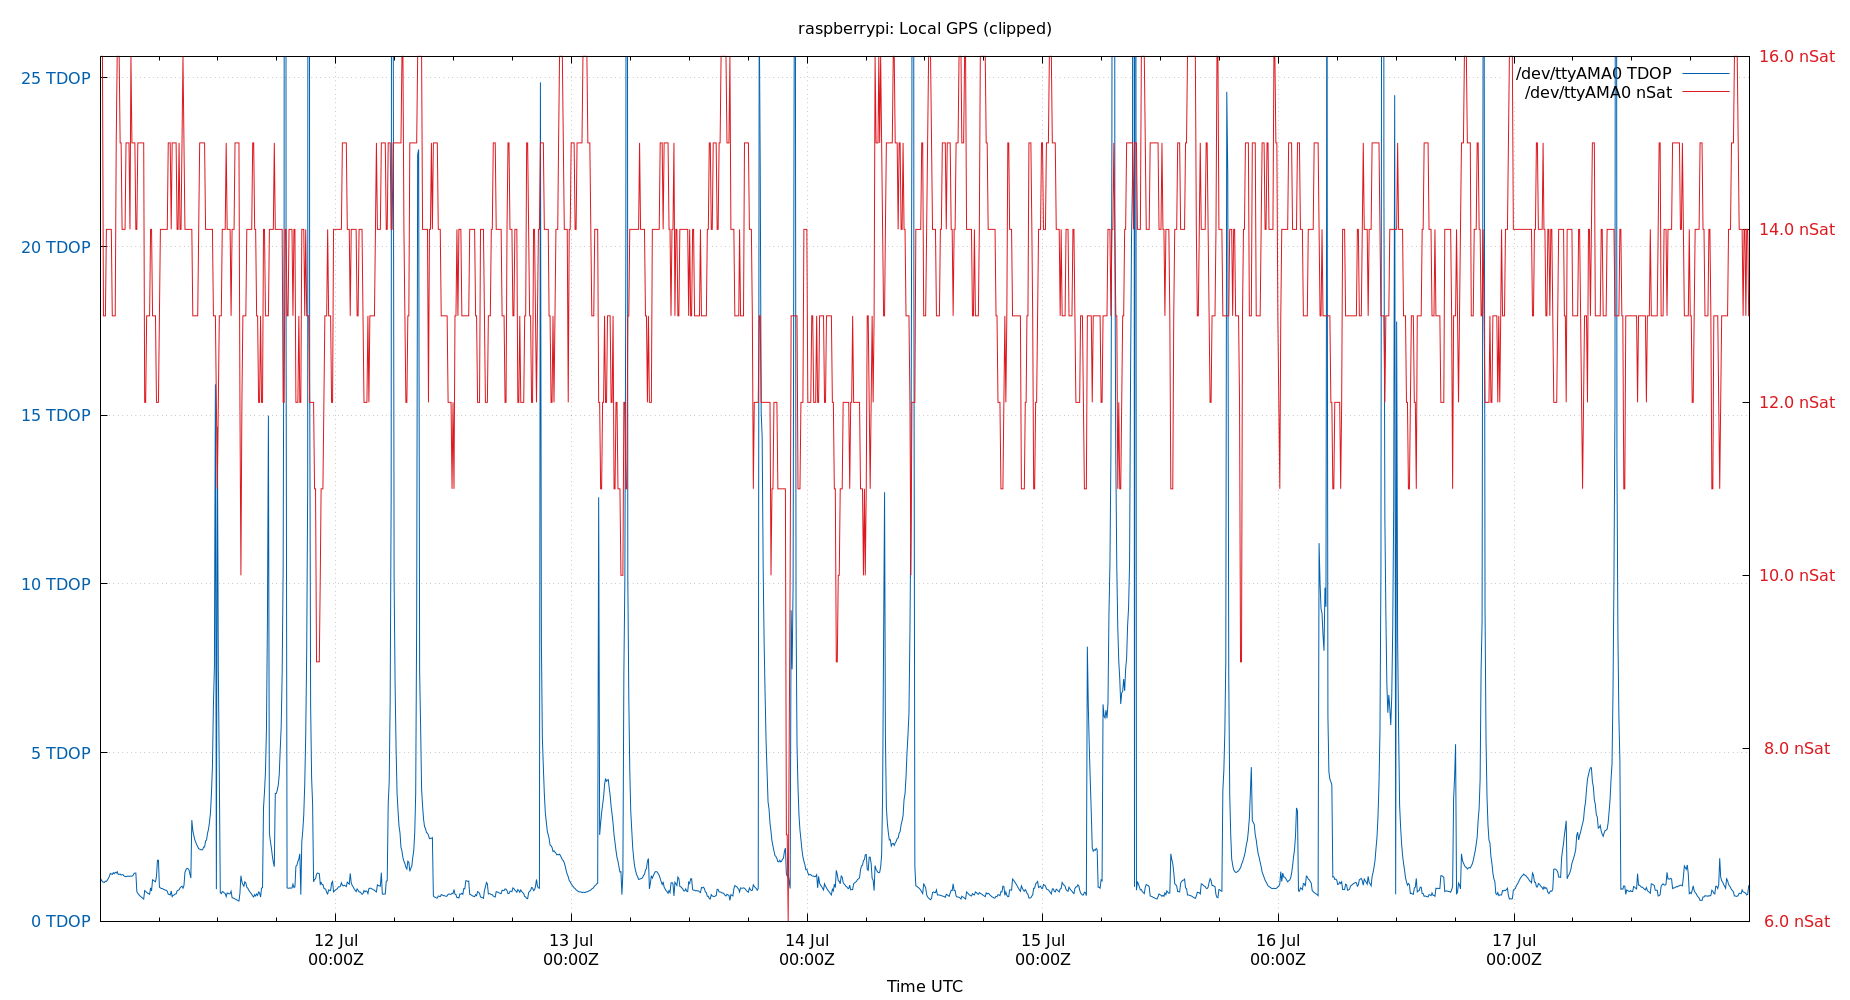 raspberrypi: Local GPS (clipped)
25 TDOP
20 TDOP
15 TDOP
10 TDOP
5 TDOP
0 TDOP
16.0 nSat
14.0 nSat
12.0 nSat
10.0 nSat
8.0 nSat
6.0 nSat
/dev/ttyAMA0 TDOP
/dev/ttyAMA0 nSat
12 Jul
00:00Z
13 Jul
00:00Z
14 Jul
00:00Z
15 Jul
00:00Z
16 Jul
00:00Z
17 Jul
00:00Z
Time UTC